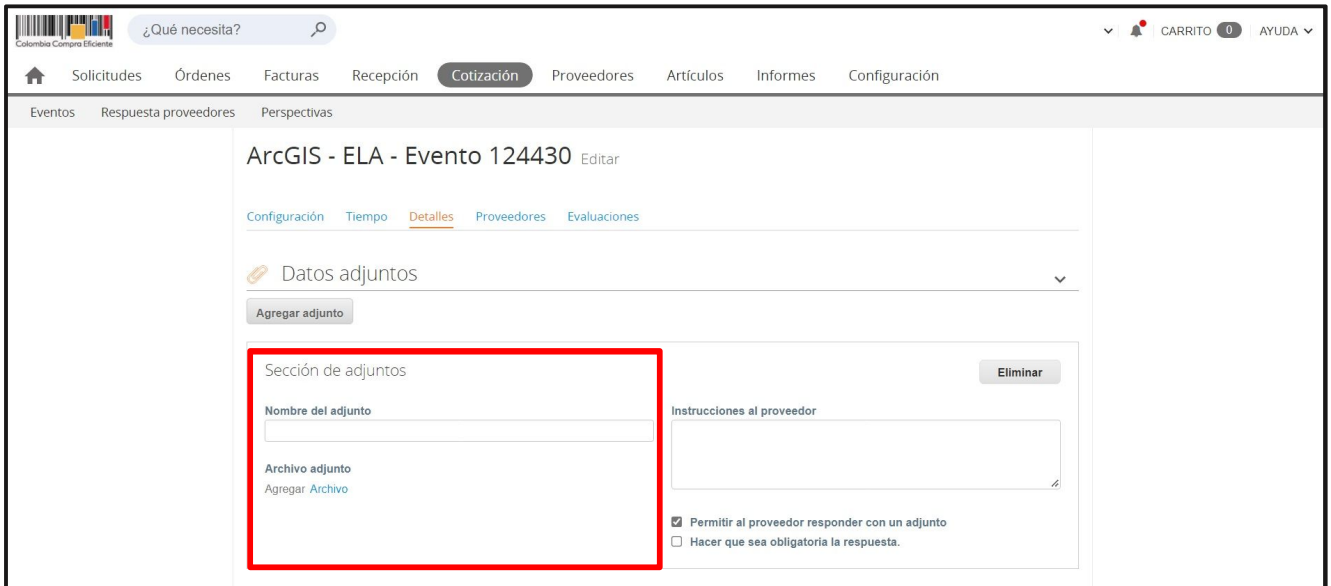 Colombia Compra Eficiente
¿Qué necesita?
CARRITO 0 AYUDA
Solicitudes Órdenes Facturas Recepción Cotización Proveedores Artículos Informes Configuración
Eventos Respuesta proveedores Perspectivas
ArcGIS - ELA - Evento 124430 Editar
Configuración Tiempo Detalles Proveedores Evaluaciones
Datos adjuntos
Agregar adjunto
Sección de adjuntos
Eliminar
Nombre del adjunto
Instrucciones al proveedor
Archivo adjunto
Agregar Archivo
Permitir al proveedor responder con un adjunto
Hacer que sea obligatoria la respuesta.